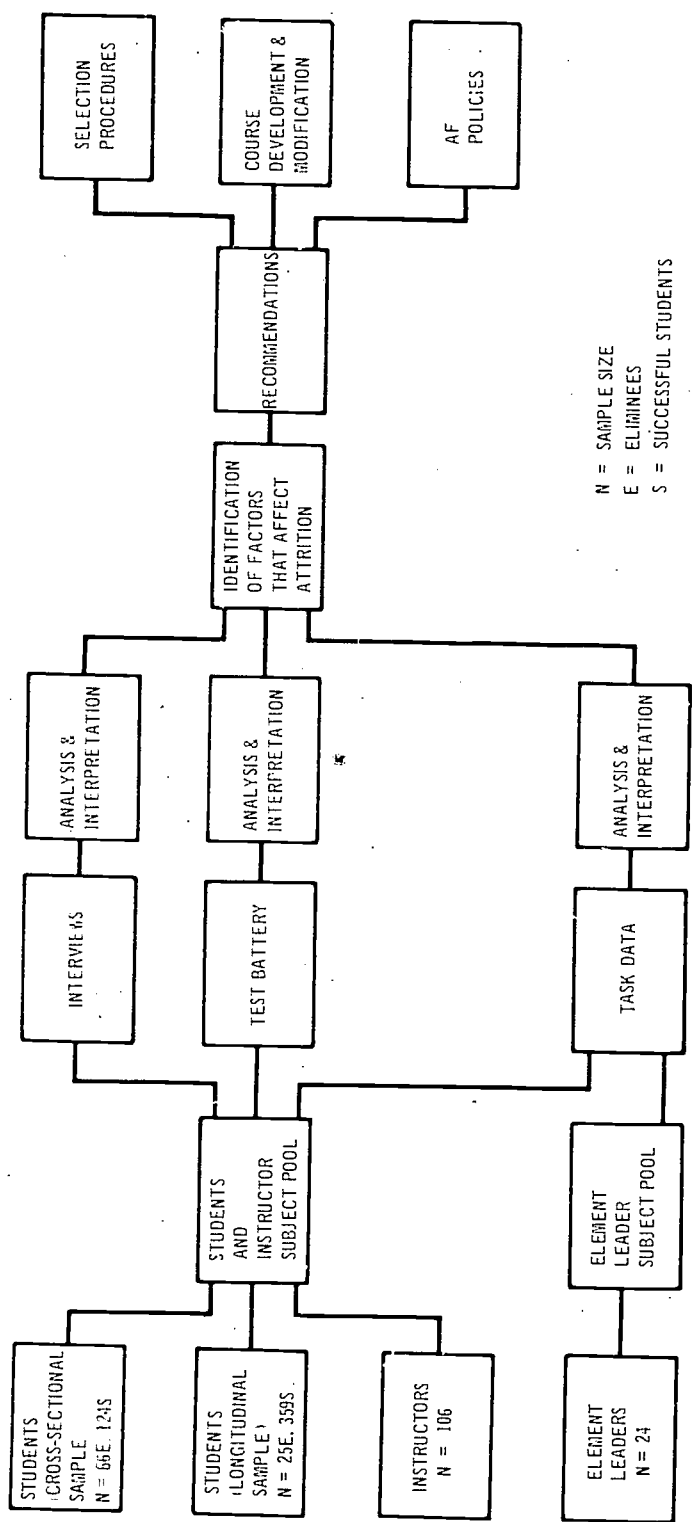 STUDENTS
(CROSS-SECTIONAL
SAMPLE
N = 66E, 124S
STUDENTS
(LONGITUDINAL
SAMPLE)
N = 25E, 359S
INSTRUCTORS
N = 106
ELEMENT
LEADERS
N = 24
STUDENTS
AND
INSTRUCTOR
SUBJECT POOL
ELEMENT
LEADER
SUBJECT POOL
INTERVIEWS
TEST BATTERY
TASK DATA
ANALYSIS &
INTERPRETATION
ANALYSIS &
INTERPRETATION
ANALYSIS &
INTERPRETATION
IDENTIFICATION
OF FACTORS
THAT AFFECT
ATTRITION
RECOMMENDATIONS
SELECTION
PROCEDURES
COURSE
DEVELOPMENT &
MODIFICATION
AF
POLICIES
N = SAMPLE SIZE
E = ELIMINEES
S = SUCCESSFUL STUDENTS